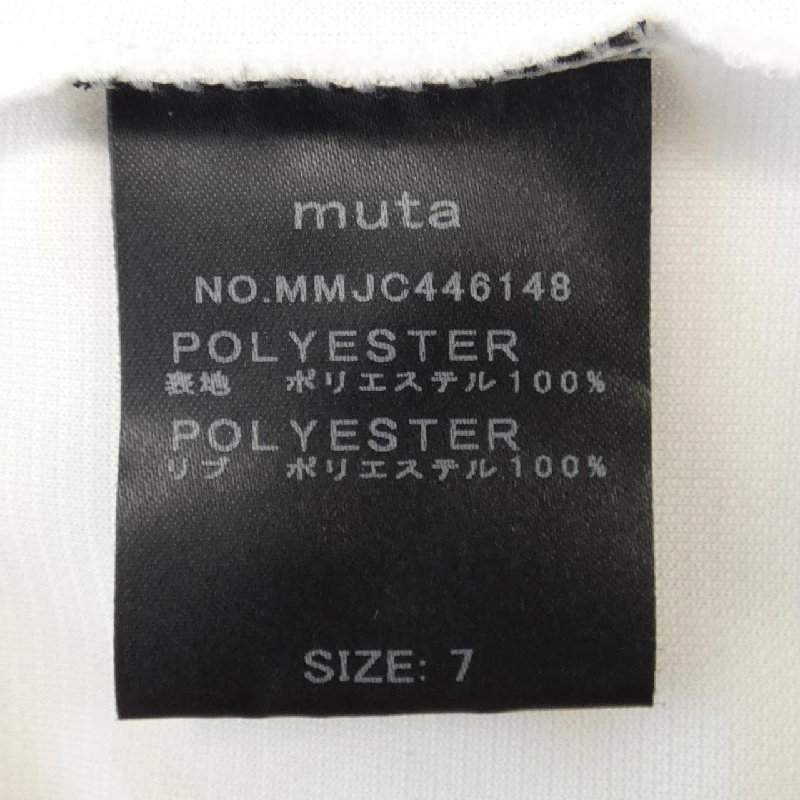 muta
NO.MMJC446148
POLYESTER
表地 ポリエステル100%
POLYESTER
リブ ポリエステル100%
SIZE: 7